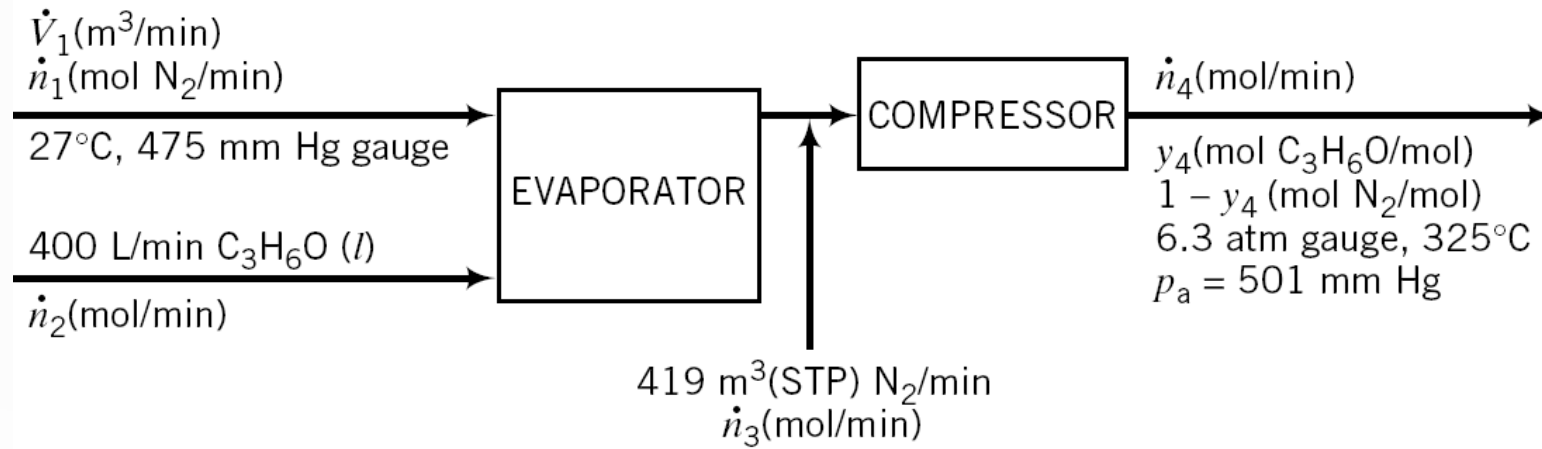 V̇₁(m³/min)
ṅ₁(mol N₂/min)
27°C, 475 mm Hg gauge
400 L/min C₃H₆O (l)
ṅ₂(mol/min)
EVAPORATOR
419 m³(STP) N₂/min
ṅ₃(mol/min)
COMPRESSOR
ṅ₄(mol/min)
y₄(mol C₃H₆O/mol)
1 – y₄ (mol N₂/mol)
6.3 atm gauge, 325°C
pₐ = 501 mm Hg